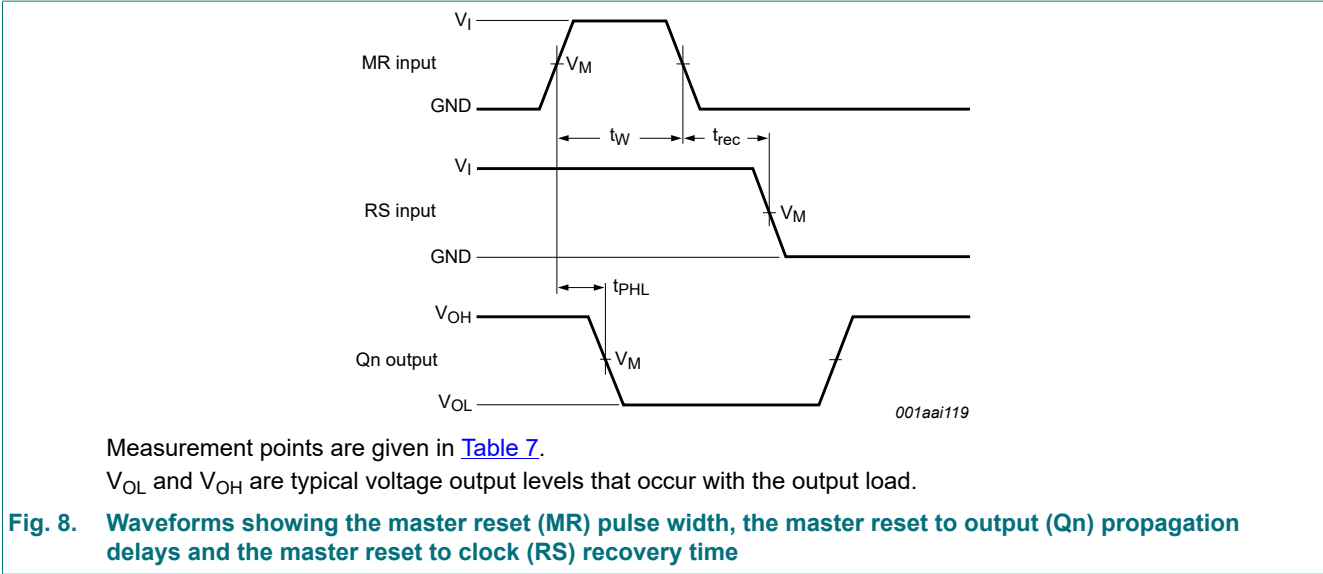 VI
MR input
VM
GND
tW
trec
VI
RS input
VM
GND
tPHL
VOH
Qn output
VM
VOL
001aai119
Measurement points are given in Table 7.
VOL and VOH are typical voltage output levels that occur with the output load.
Fig. 8. Waveforms showing the master reset (MR) pulse width, the master reset to output (Qn) propagation
delays and the master reset to clock (RS) recovery time